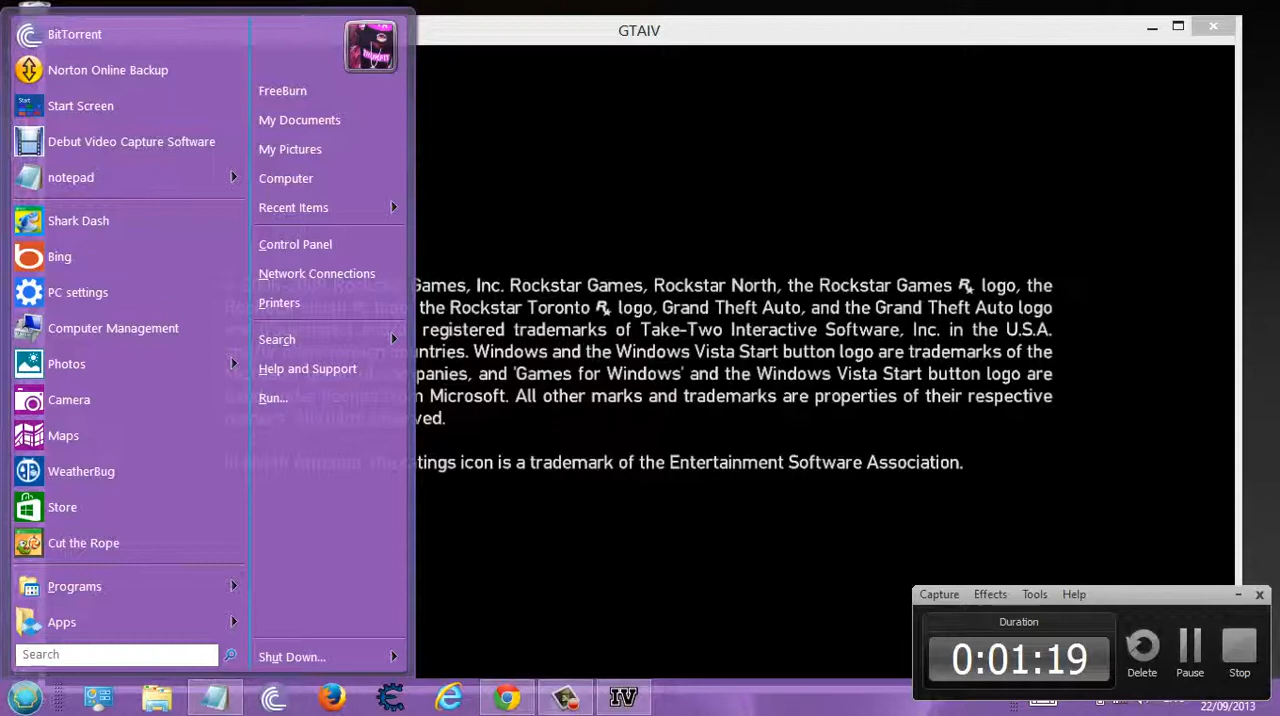 BitTorrent
Norton Online Backup
Start Screen
Debut Video Capture Software
notepad
Shark Dash
Bing
PC settings
Computer Management
Photos
Camera
Maps
WeatherBug
Store
Cut the Rope
Programs
Apps
Search
FreeBurn
My Documents
My Pictures
Computer
Recent Items
Control Panel
Network Connections
Printers
Search
Help and Support
Run...
Shut Down...
GTAIV
Games, Inc. Rockstar Games, Rockstar North, the Rockstar Games logo, the
the Rockstar Toronto logo, Grand Theft Auto, and the Grand Theft Auto logo
registered trademarks of Take-Two Interactive Software, Inc. in the U.S.A.
countries. Windows and the Windows Vista Start button logo are trademarks of the
companies, and 'Games for Windows' and the Windows Vista Start button logo are
Microsoft. All other marks and trademarks are properties of their respective
ratings icon is a trademark of the Entertainment Software Association.
Capture Effects Tools Help
Duration
0:01:19
Delete Pause Stop
IV
22/09/2013